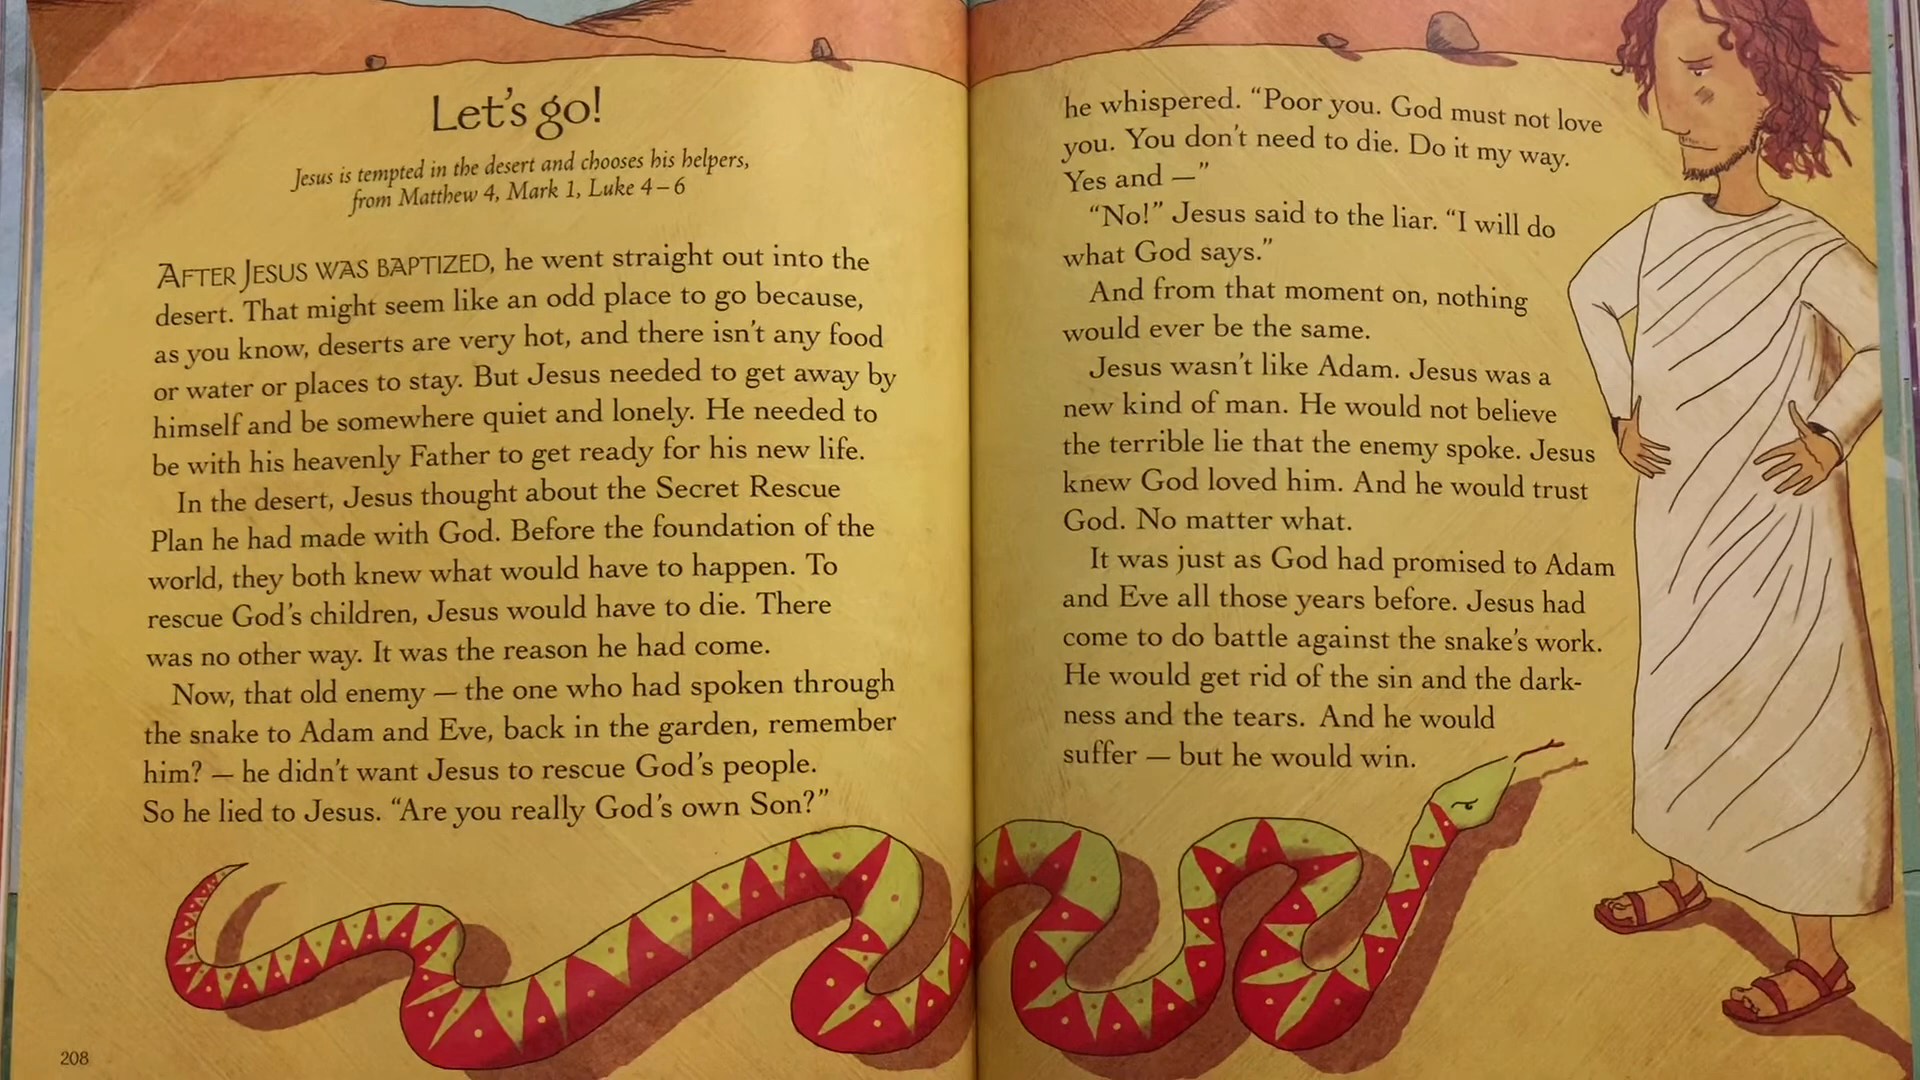 Let's go!
Jesus is tempted in the desert and chooses his helpers,
from Matthew 4, Mark 1, Luke 4 – 6
AFTER JESUS WAS BAPTIZED, he went straight out into the
desert. That might seem like an odd place to go because,
as you know, deserts are very hot, and there isn't any food
or water or places to stay. But Jesus needed to get away by
himself and be somewhere quiet and lonely. He needed to
be with his heavenly Father to get ready for his new life.
In the desert, Jesus thought about the Secret Rescue
Plan he had made with God. Before the foundation of the
world, they both knew what would have to happen. To
rescue God's children, Jesus would have to die. There
was no other way. It was the reason he had come.
Now, that old enemy — the one who had spoken through
the snake to Adam and Eve, back in the garden, remember
him? — he didn't want Jesus to rescue God's people.
So he lied to Jesus. “Are you really God's own Son?”
208
he whispered. “Poor you. God must not love
you. You don't need to die. Do it my way.
Yes and —”
“No!” Jesus said to the liar. “I will do
what God says.”
And from that moment on, nothing
would ever be the same.
Jesus wasn't like Adam. Jesus was a
new kind of man. He would not believe
the terrible lie that the enemy spoke. Jesus
knew God loved him. And he would trust
God. No matter what.
It was just as God had promised to Adam
and Eve all those years before. Jesus had
come to do battle against the snake's work.
He would get rid of the sin and the dark-
ness and the tears. And he would
suffer — but he would win.